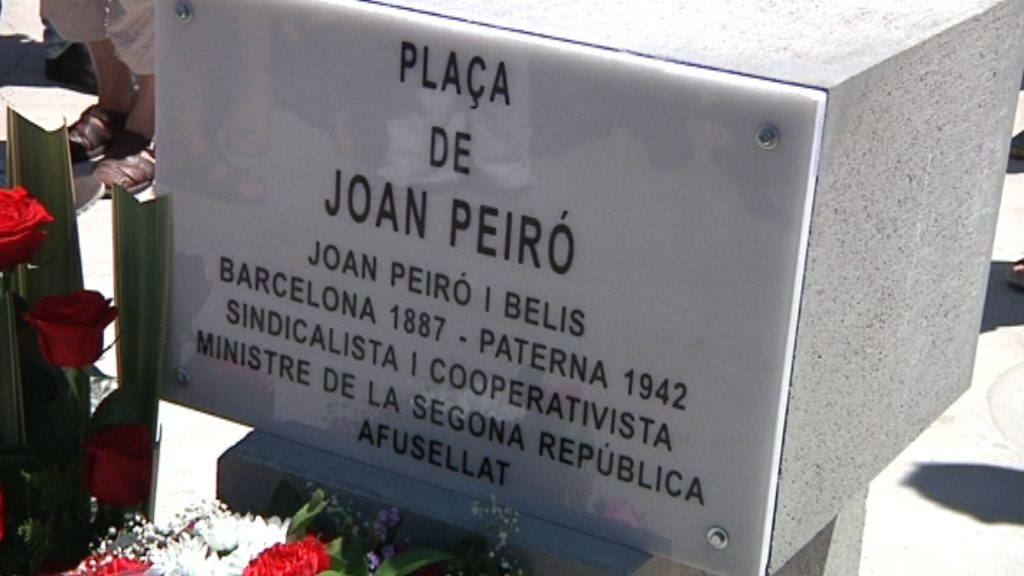 PLAÇA
DE
JOAN PEIRÓ
JOAN PEIRÓ I BELIS
BARCELONA 1887 - PATERNA 1942
SINDICALISTA I COOPERATIVISTA
MINISTRE DE LA SEGONA REPÚBLICA
AFUSELLAT